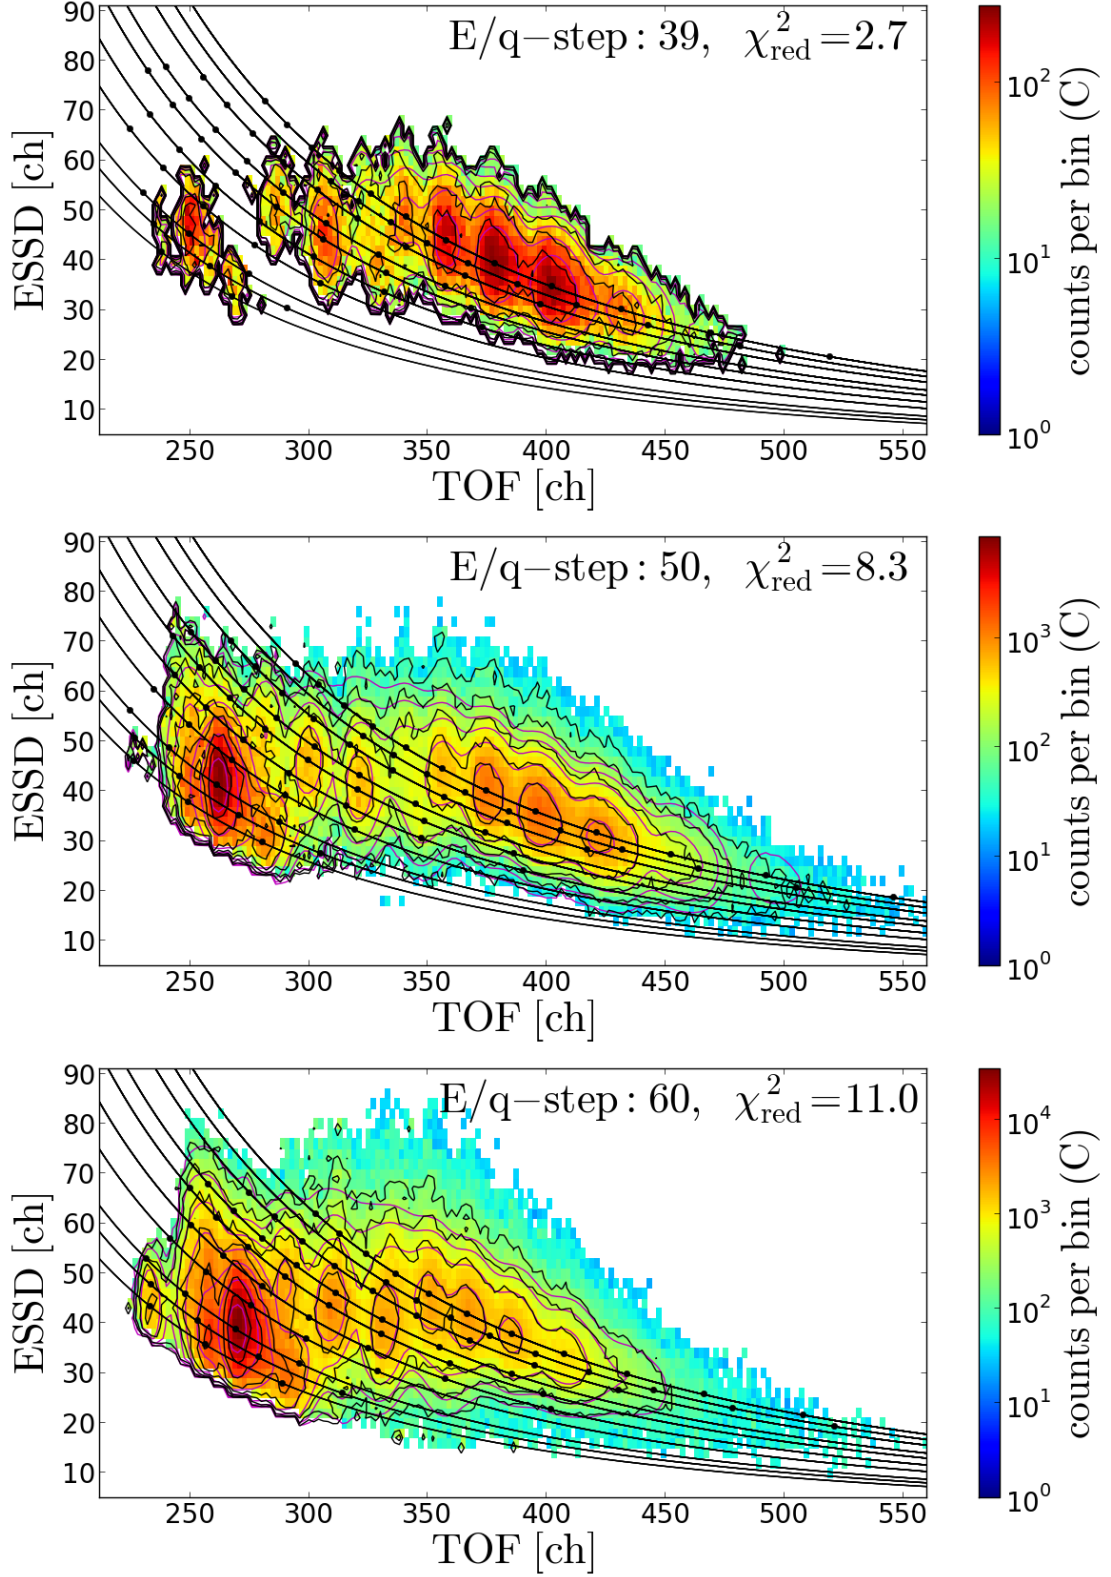 E/q−step: 39, χ²red=2.7
90
80
70
60
50
40
30
20
10
ESSD [ch]
250 300 350 400 450 500 550
TOF [ch]
10²
10¹
10⁰
counts per bin (C)
E/q−step: 50, χ²red=8.3
90
80
70
60
50
40
30
20
10
ESSD [ch]
250 300 350 400 450 500 550
TOF [ch]
10³
10²
10¹
10⁰
counts per bin (C)
E/q−step: 60, χ²red=11.0
90
80
70
60
50
40
30
20
10
ESSD [ch]
250 300 350 400 450 500 550
TOF [ch]
10⁴
10³
10²
10¹
10⁰
counts per bin (C)